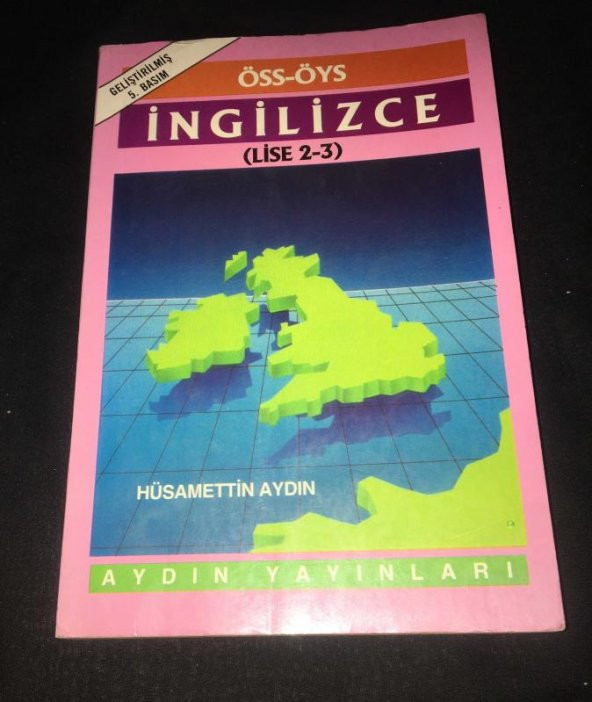 GELİŞTİRİLMİŞ
5. BASIM
ÖSS-ÖYS
İNGİLİZCE
(LİSE 2-3)
HÜSAMETTİN AYDIN
AYDIN YAYINLARI